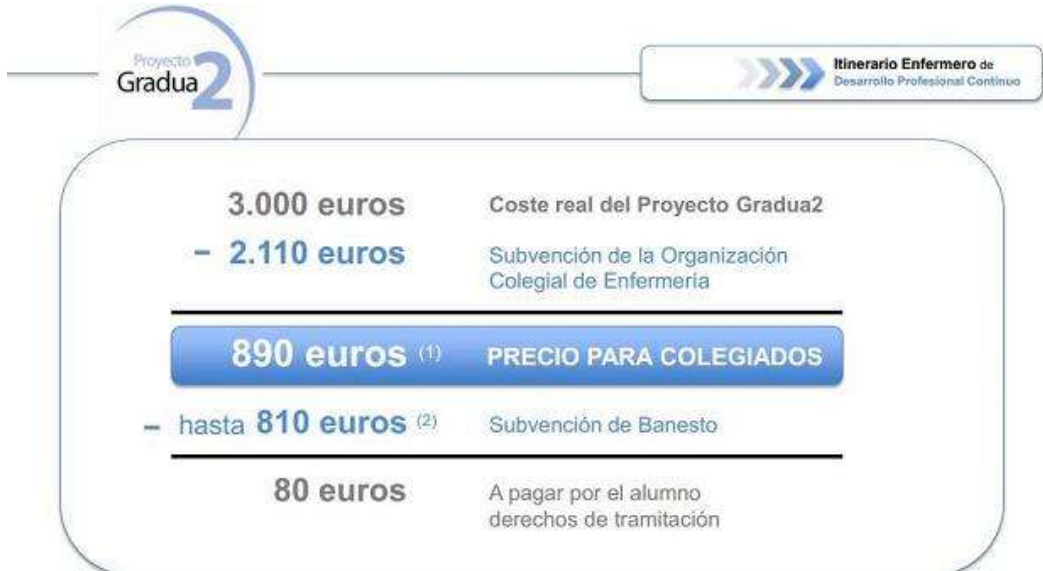 Proyecto
Gradua2
Itinerario Enfermero de
Desarrollo Profesional Continuo
3.000 euros Coste real del Proyecto Gradua2
- 2.110 euros Subvención de la Organización
Colegial de Enfermería
890 euros (1) PRECIO PARA COLEGIADOS
- hasta 810 euros (2) Subvención de Banesto
80 euros A pagar por el alumno
derechos de tramitación